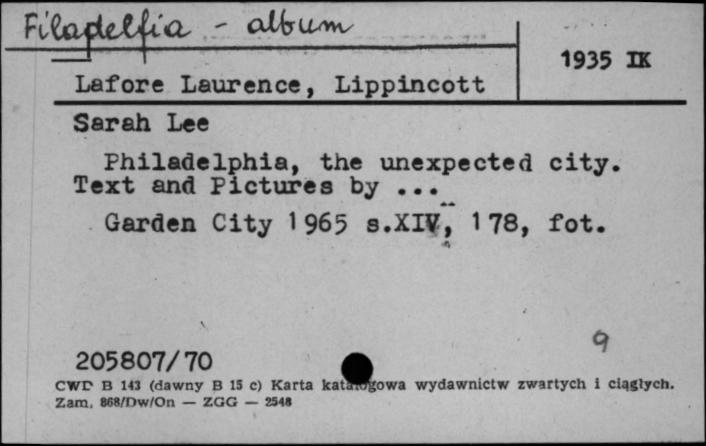 Filadelfia - album
1935 IK
Lafore Laurence, Lippincott
Sarah Lee
Philadelphia, the unexpected city.
Text and Pictures by ...
Garden City 1965 s.XIV, 178, fot.
9
205807/70
CWD B 143 (dawny B 15 c) Karta katalogowa wydawnictw zwartych i ciągłych.
Zam. 868/Dw/On — ZGG — 2548